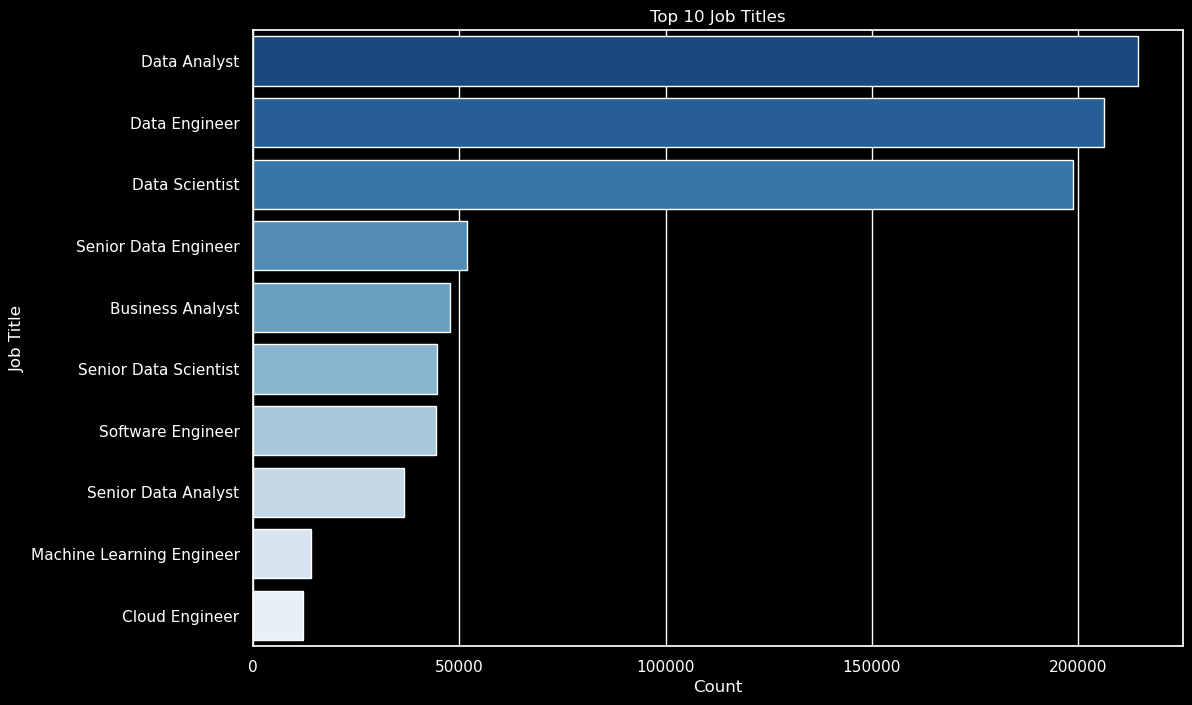 Top 10 Job Titles
Data Analyst
Data Engineer
Data Scientist
Senior Data Engineer
Business Analyst
Senior Data Scientist
Software Engineer
Senior Data Analyst
Machine Learning Engineer
Cloud Engineer
Job Title
0 50000 100000 150000 200000
Count